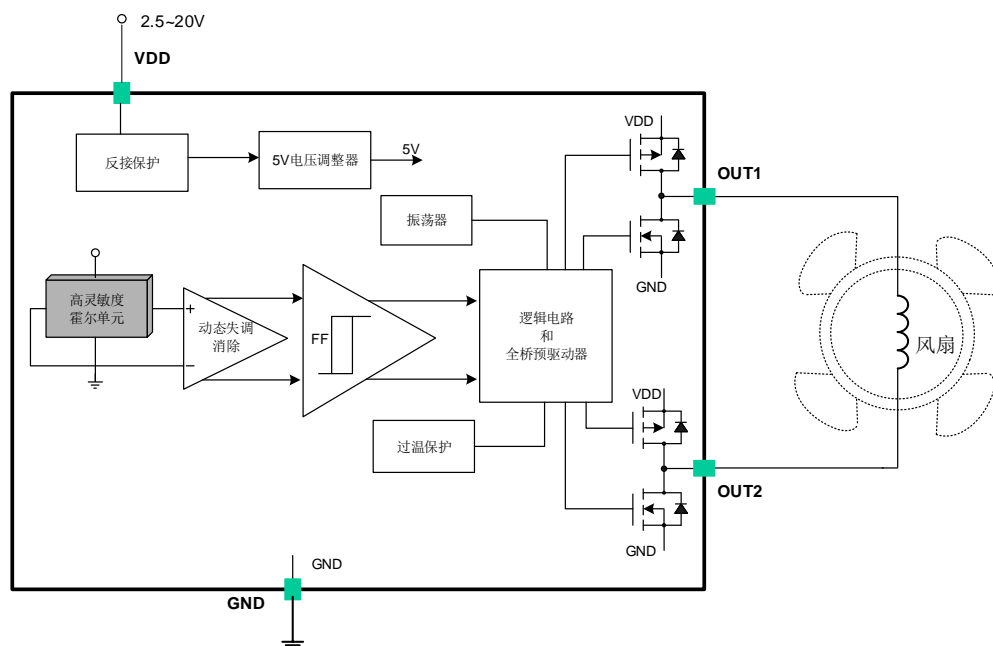 2.5~20V
VDD
反接保护
5V电压调整器
5V
VDD
OUT1
振荡器
GND
高灵敏度
霍尔单元
+
−
动态失调
消除
FF
逻辑电路
和
全桥预驱动器
风扇
VDD
过温保护
OUT2
GND
GND
GND